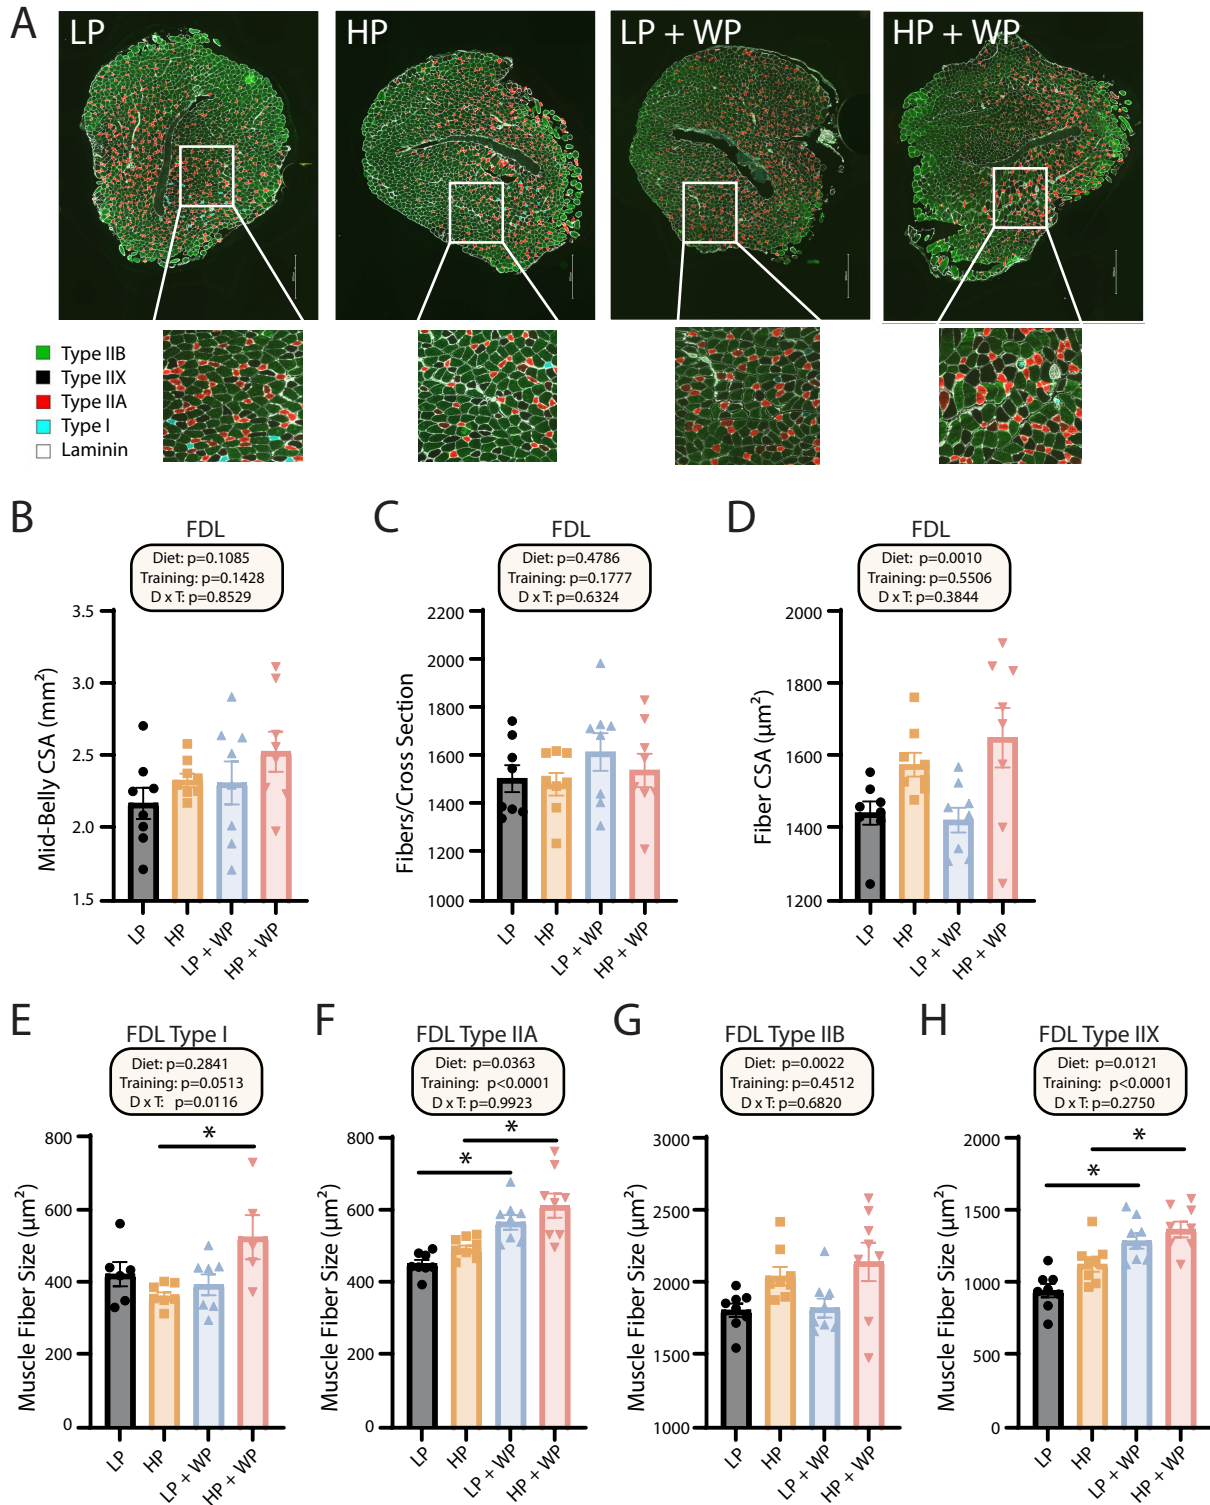 A
LP
HP
LP + WP
HP + WP
Type IIB
Type IIX
Type IIA
Type I
Laminin
B
FDL
Diet: p=0.1085
Training: p=0.1428
D x T: p=0.8529
Mid-Belly CSA (mm²)
3.5
3.0
2.5
2.0
1.5
LP
HP
LP + WP
HP + WP
C
FDL
Diet: p=0.4786
Training: p=0.1777
D x T: p=0.6324
Fibers/Cross Section
2200
2000
1800
1600
1400
1200
1000
LP
HP
LP + WP
HP + WP
D
FDL
Diet: p=0.0010
Training: p=0.5506
D x T: p=0.3844
Fiber CSA (µm²)
2000
1800
1600
1400
1200
LP
HP
LP + WP
HP + WP
E
FDL Type I
Diet: p=0.2841
Training: p=0.0513
D x T: p=0.0116
*
Muscle Fiber Size (µm²)
800
600
400
200
0
LP
HP
LP + WP
HP + WP
F
FDL Type IIA
Diet: p=0.0363
Training: p<0.0001
D x T: p=0.9923
*
*
Muscle Fiber Size (µm²)
800
600
400
200
0
LP
HP
LP + WP
HP + WP
G
FDL Type IIB
Diet: p=0.0022
Training: p=0.4512
D x T: p=0.6820
Muscle Fiber Size (µm²)
3000
2500
2000
1500
1000
LP
HP
LP + WP
HP + WP
H
FDL Type IIX
Diet: p=0.0121
Training: p<0.0001
D x T: p=0.2750
*
*
Muscle Fiber Size (µm²)
2000
1500
1000
500
0
LP
HP
LP + WP
HP + WP